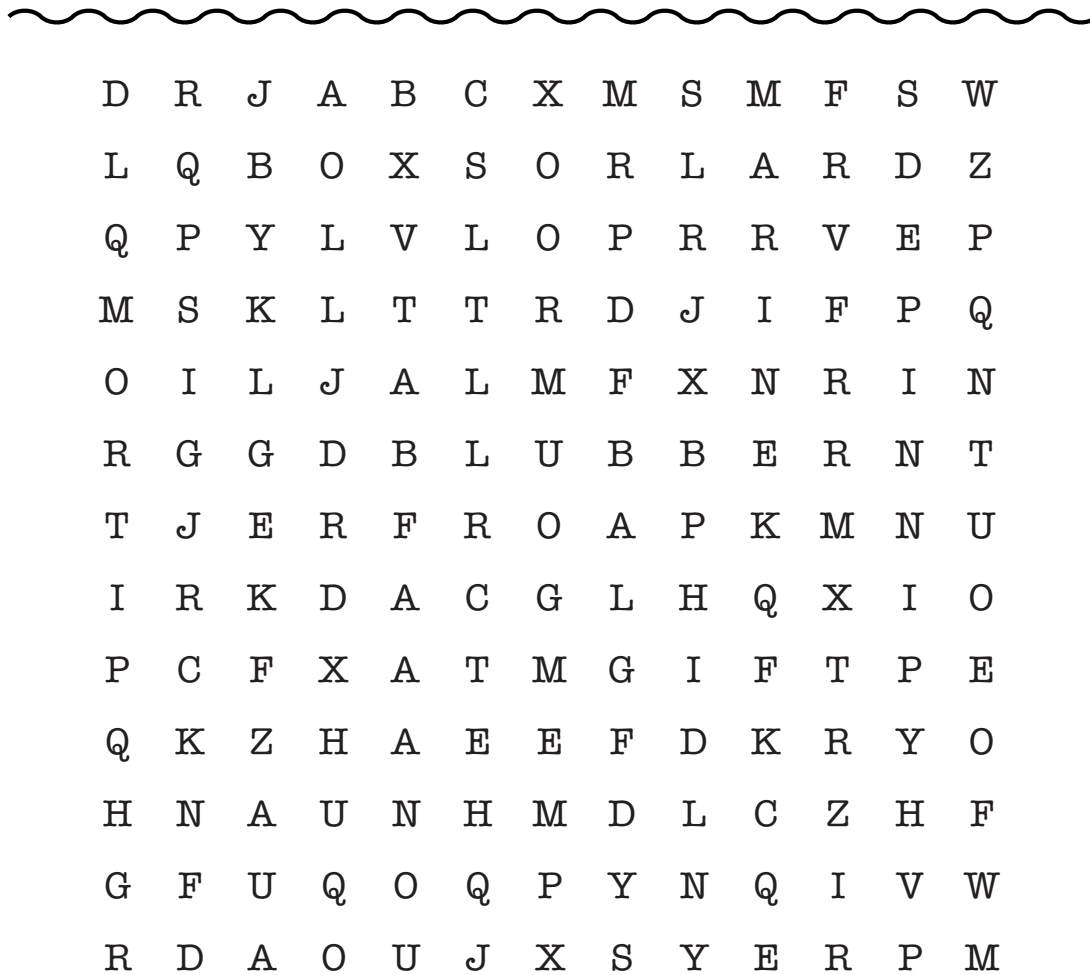 D R J A B C X M S M F S W
L Q B O X S O R L A R D Z
Q P Y L V L O P R R V E P
M S K L T T R D J I F P Q
O I L J A L M F X N R I N
R G G D B L U B B E R N T
T J E R F R O A P K M N U
I R K D A C G L H Q X I O
P C F X A T M G I F T P E
Q K Z H A E E F D K R Y O
H N A U N H M D L C Z H F
G F U Q O Q P Y N Q I V W
R D A O U J X S Y E R P M